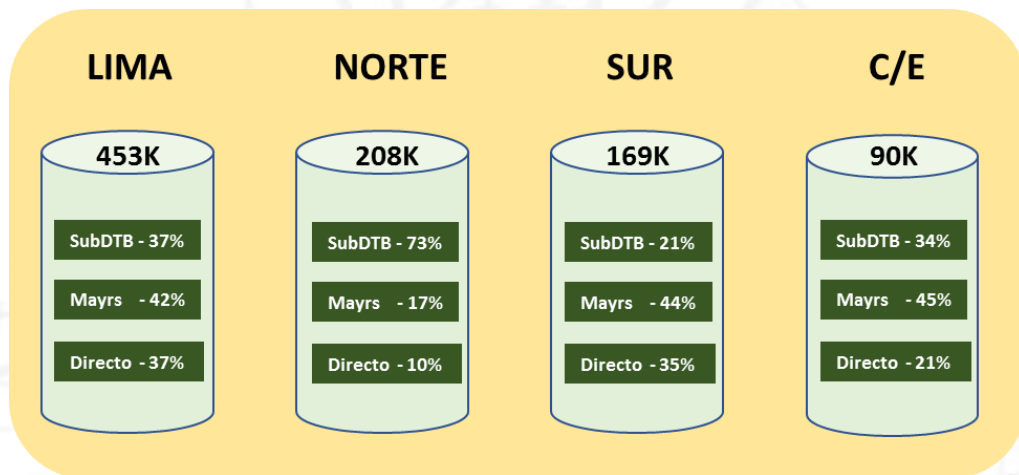 LIMA
453K
SubDTB - 37%
Mayrs - 42%
Directo - 37%
NORTE
208K
SubDTB - 73%
Mayrs - 17%
Directo - 10%
SUR
169K
SubDTB - 21%
Mayrs - 44%
Directo - 35%
C/E
90K
SubDTB - 34%
Mayrs - 45%
Directo - 21%